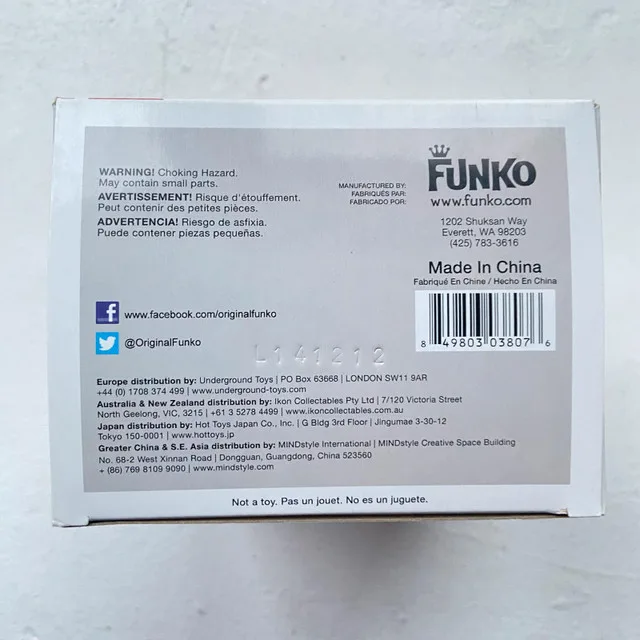 WARNING! Choking Hazard.
May contain small parts.
AVERTISSEMENT! Risque d'étouffement.
Peut contenir des petites pièces.
ADVERTENCIA! Riesgo de asfixia.
Puede contener piezas pequeñas.
MANUFACTURED BY:
FABRIQUÉS PAR:
FABRICADO POR:
FUNKO
www.funko.com
1202 Shuksan Way
Everett, WA 98203
(425) 783-3616
Made In China
Fabriqué En Chine / Hecho En China
8 49803 03807 6
f www.facebook.com/originalfunko
@OriginalFunko
L141212
Europe distribution by: Underground Toys | PO Box 63668 | LONDON SW11 9AR
+44 (0) 1708 374 499 | www.underground-toys.com
Australia & New Zealand distribution by: Ikon Collectables Pty Ltd | 7/120 Victoria Street
North Geelong, VIC, 3215 | +61 3 5278 4499 | www.ikoncollectables.com.au
Japan distribution by: Hot Toys Japan Co., Inc. | G Bldg 3rd Floor | Jingumae 3-30-12
Tokyo 150-0001 | www.hottoys.jp
Greater China & S.E. Asia distribution by: MINDstyle International | MINDstyle Creative Space Building
No. 68-2 West Xinnan Road | Dongguan, Guangdong, China 523560
+ (86) 769 8109 9090 | www.mindstyle.com
Not a toy. Pas un jouet. No es un juguete.